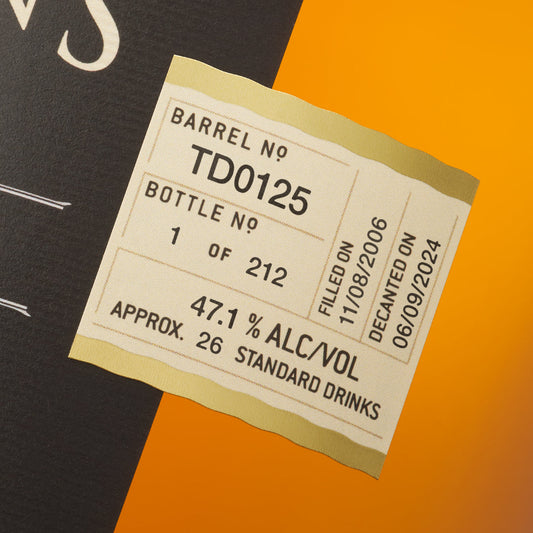 NS
BARREL Nº
TD0125
BOTTLE Nº
1 OF 212
FILLED ON
11/08/2006
DECANTED ON
06/09/2024
47.1 % ALC/VOL
APPROX. 26 STANDARD DRINKS